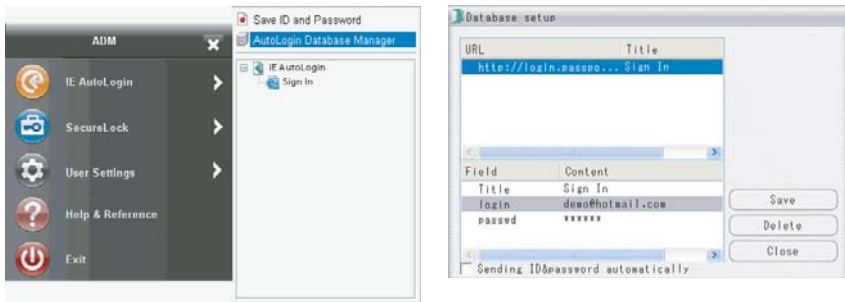 ADM
IE AutoLogin
SecureLock
User Settings
Help & Reference
Exit
Save ID and Password
AutoLogin Database Manager
IE AutoLogin
Sign In
Database setup
URL Title
http://login.passpo... Sign In
Field Content
Title Sign In
login demo@hotmail.com
passwd ******
Save
Delete
Close
Sending ID&password automatically